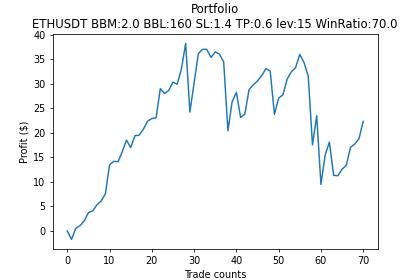 Portfolio
ETHUSDT BBM:2.0 BBL:160 SL:1.4 TP:0.6 lev:15 WinRatio:70.0
40
35
30
25
20
15
10
5
0
Profit ($)
0 10 20 30 40 50 60 70
Trade counts